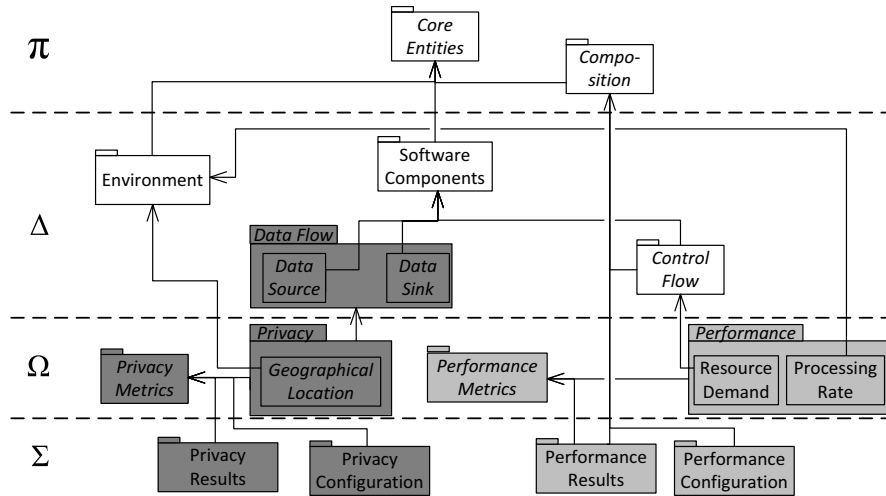 π
Core
Entities
Compo-
sition
Δ
Environment
Software
Components
Data Flow
Data
Source
Data
Sink
Control
Flow
Ω
Privacy
Metrics
Privacy
Geographical
Location
Performance
Metrics
Performance
Resource
Demand
Processing
Rate
Σ
Privacy
Results
Privacy
Configuration
Performance
Results
Performance
Configuration